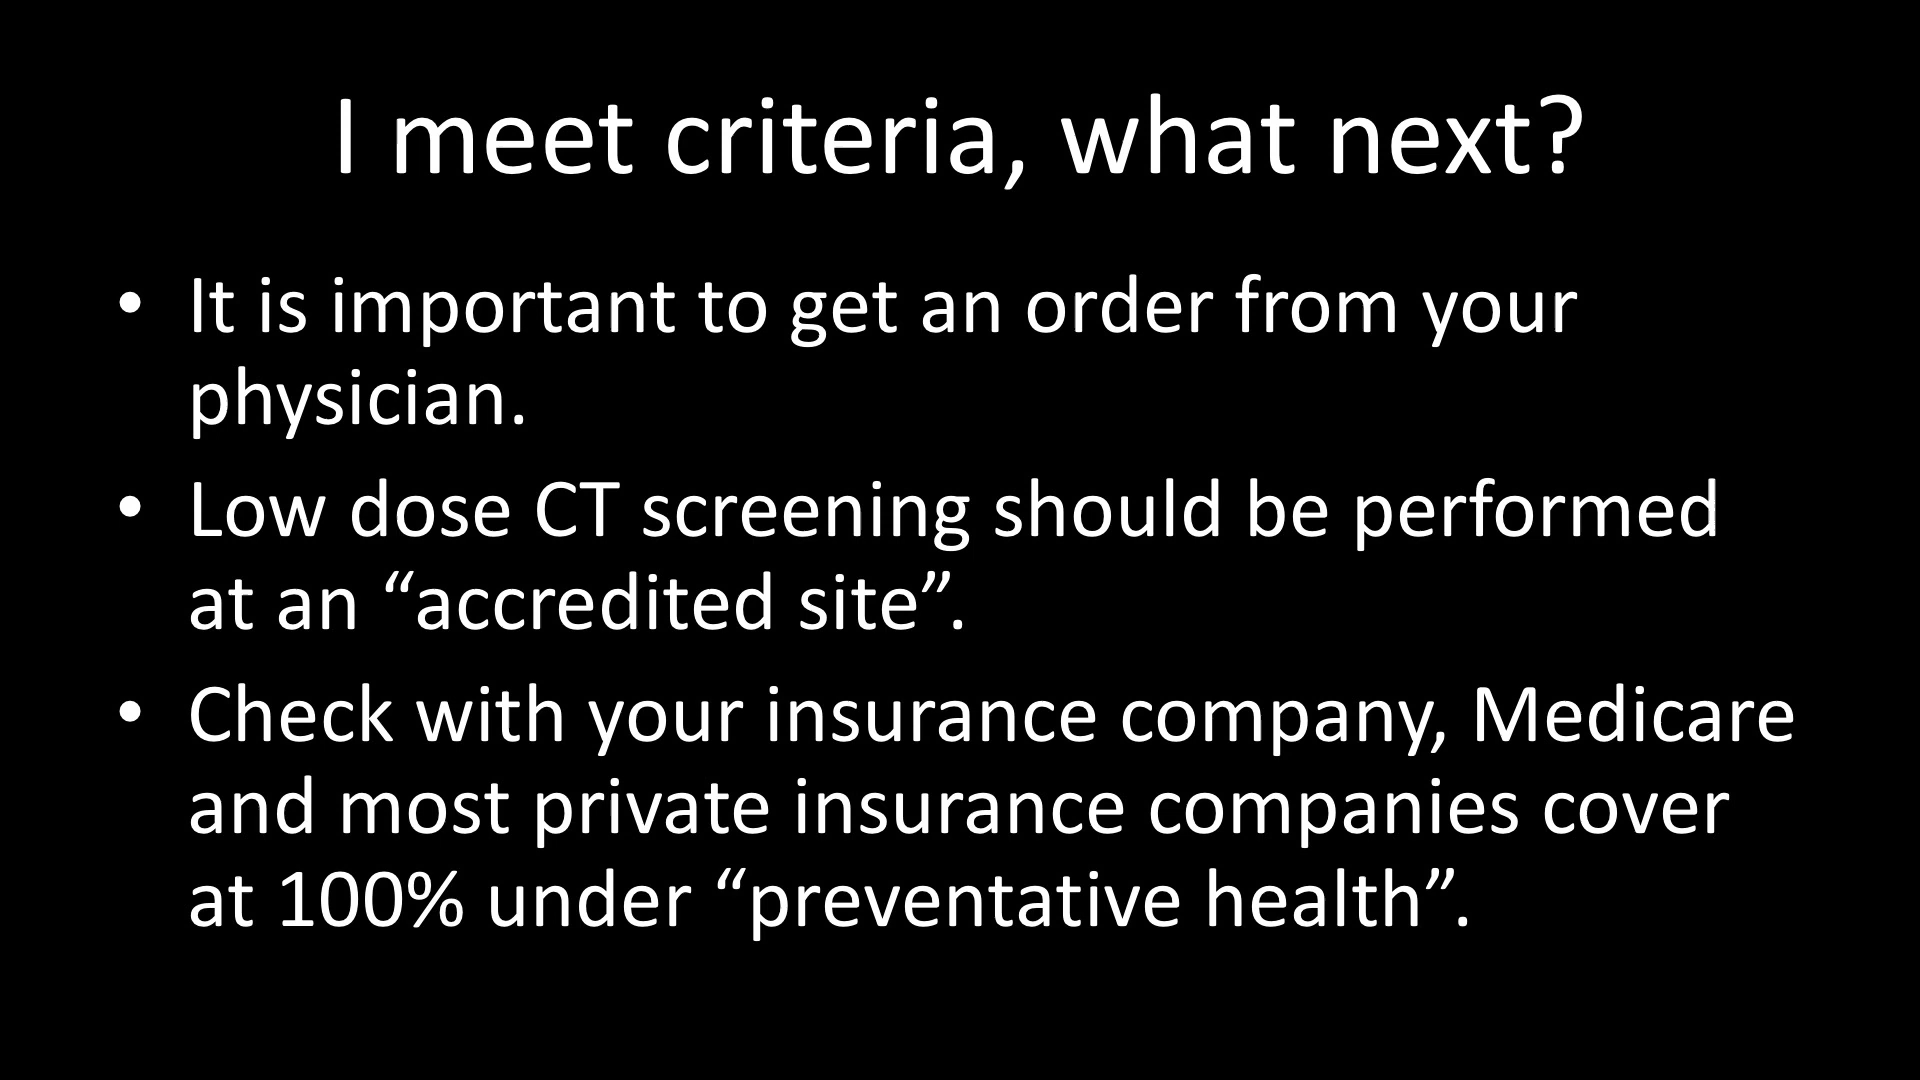 I meet criteria, what next?
• It is important to get an order from your
physician.
• Low dose CT screening should be performed
at an “accredited site”.
• Check with your insurance company, Medicare
and most private insurance companies cover
at 100% under “preventative health”.